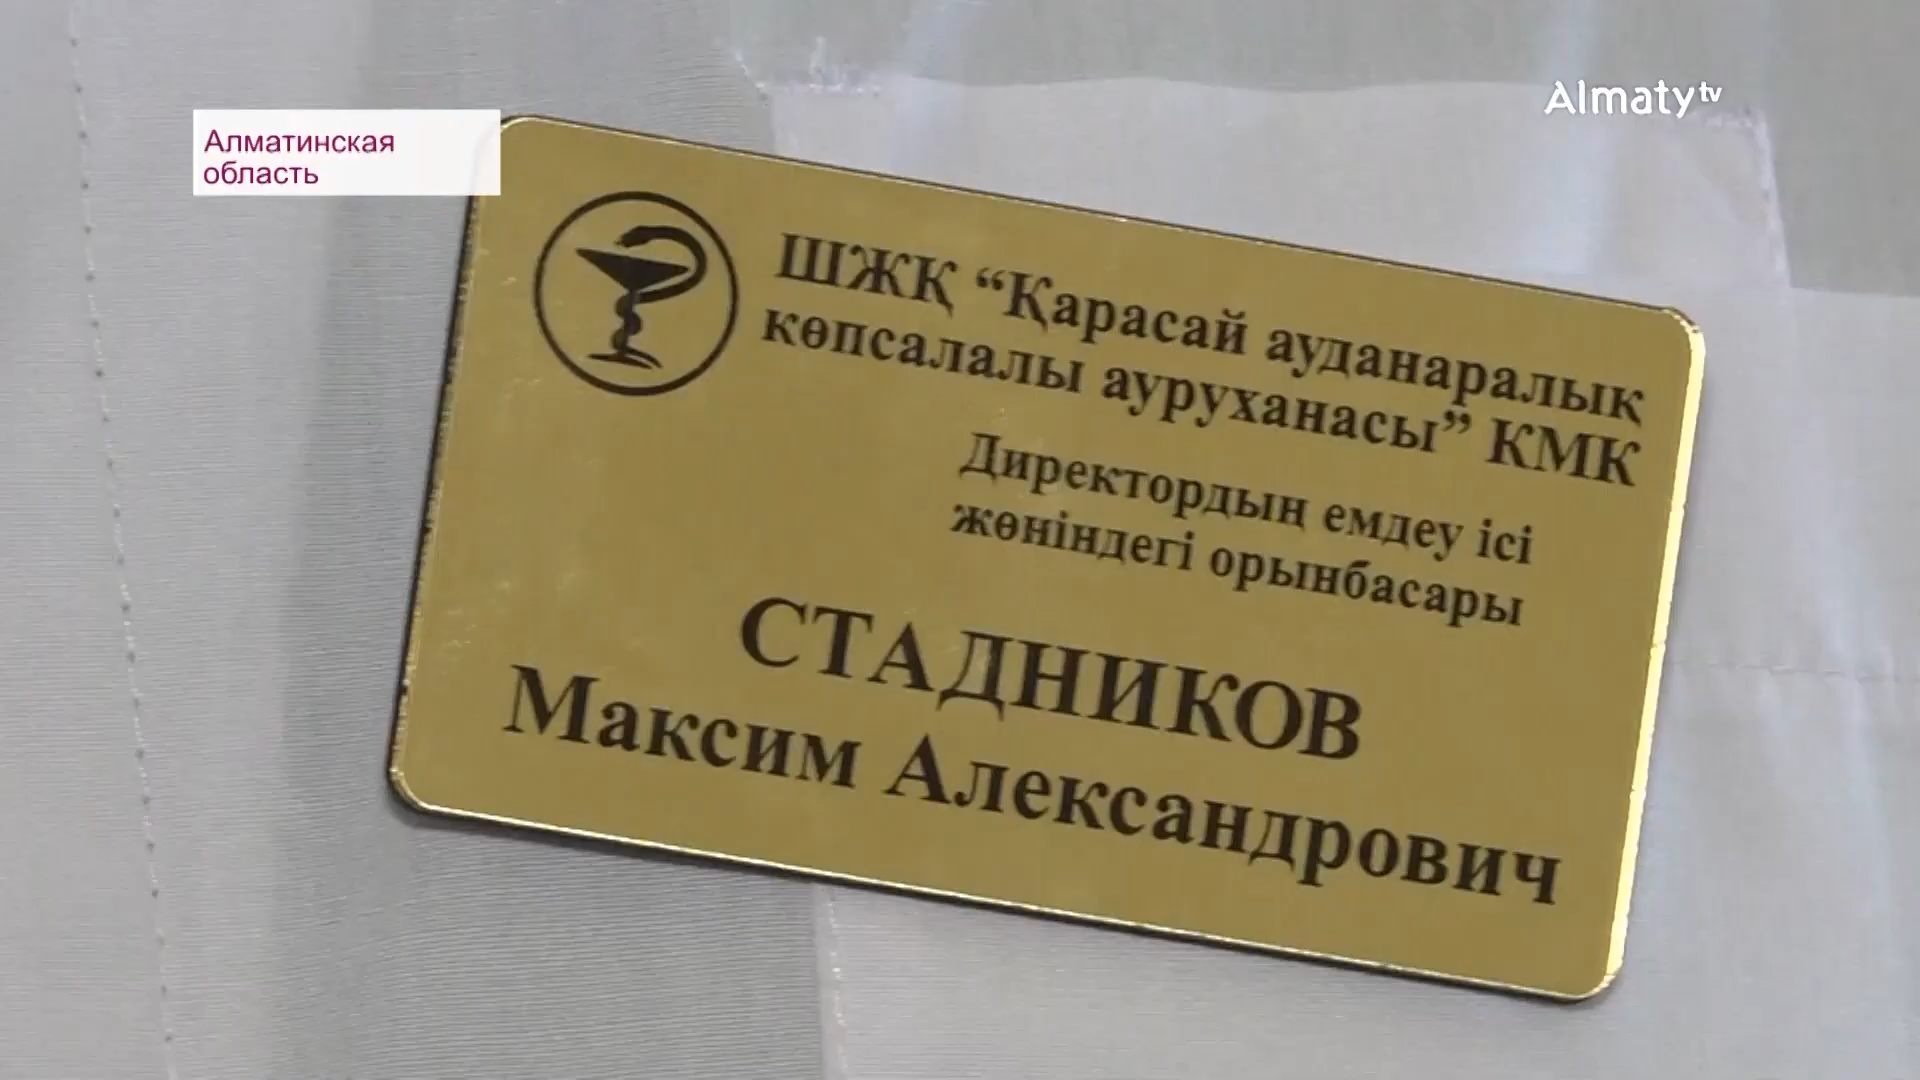 Almaty tv
Алматинская
область
ШЖҚ “Қарасай ауданаралық
көпсалалы ауруханасы” КМК
Директордың емдеу ісі
жөніндегі орынбасары
СТАДНИКОВ
Максим Александрович